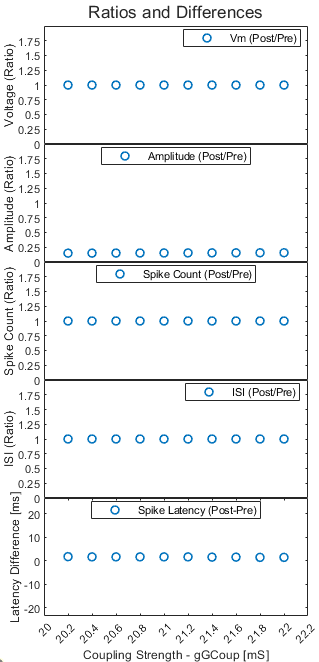 Ratios and Differences
Vm (Post/Pre)
Voltage (Ratio)
1.75
1.5
1.25
1
0.75
0.5
0.25
0
Amplitude (Post/Pre)
Amplitude (Ratio)
1.75
1.5
1.25
1
0.75
0.5
0.25
0
Spike Count (Post/Pre)
Spike Count (Ratio)
1.75
1.5
1.25
1
0.75
0.5
0.25
0
ISI (Post/Pre)
ISI (Ratio)
1.75
1.5
1.25
1
0.75
0.5
0.25
0
Spike Latency (Post-Pre)
Latency Difference [ms]
20
10
0
-10
-20
20 20.2 20.4 20.6 20.8 21 21.2 21.4 21.6 21.8 22 22.2
Coupling Strength - gGCoup [mS]